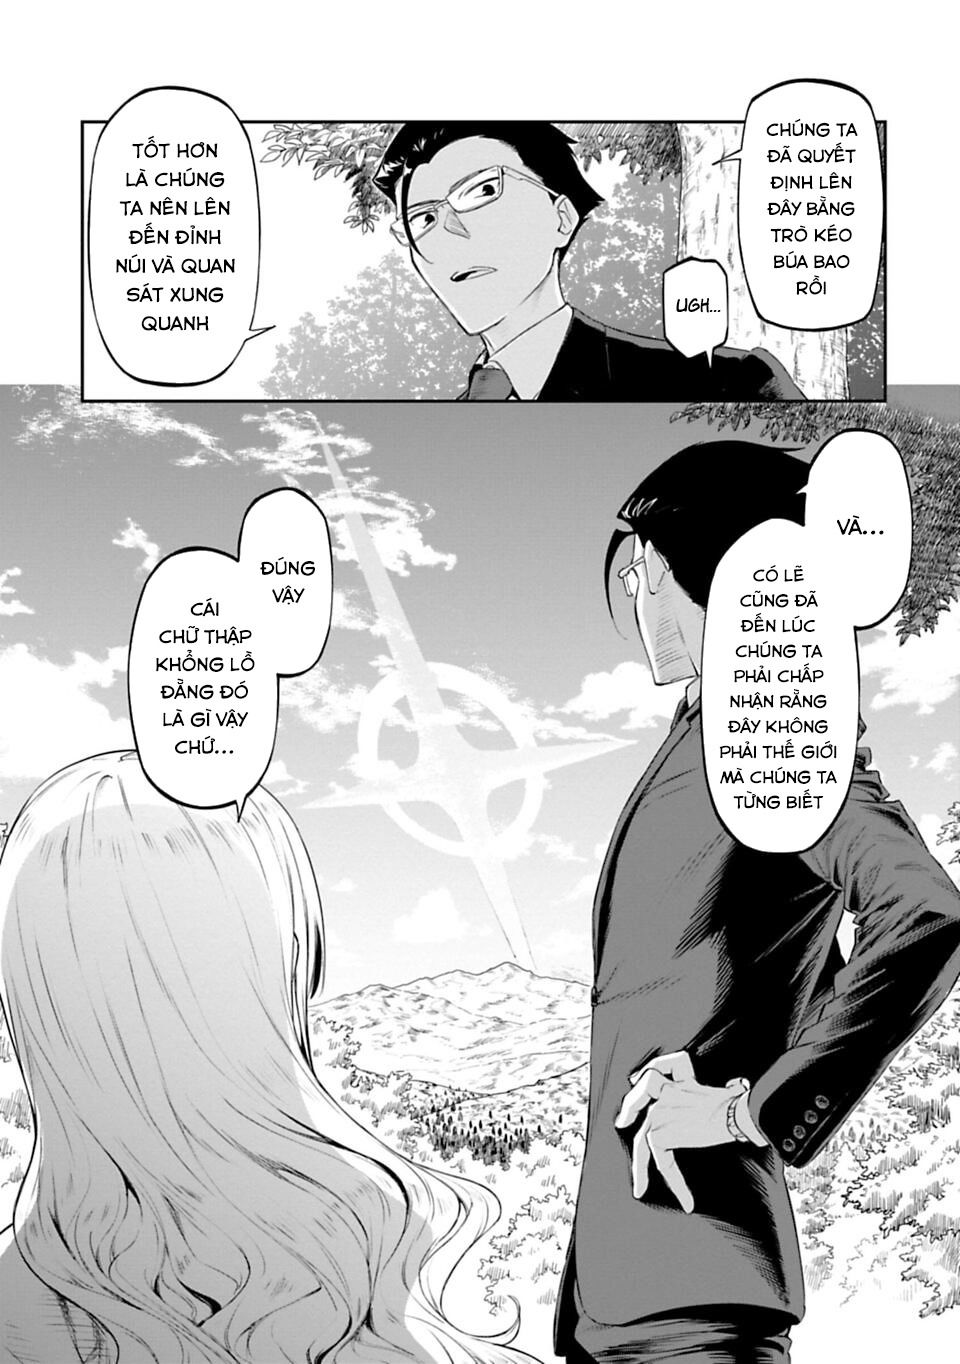 CHÚNG TA
ĐÃ QUYẾT
ĐỊNH LÊN
ĐÂY BẰNG
TRÒ KÉO
BÚA BAO
RỒI
UGH...
TỐT HƠN
LÀ CHÚNG
TA NÊN LÊN
ĐẾN ĐỈNH
NÚI VÀ QUAN
SÁT XUNG
QUANH
VÀ...
CÓ LẼ
CŨNG ĐÃ
ĐẾN LÚC
CHÚNG TA
PHẢI CHẤP
NHẬN RẰNG
ĐÂY KHÔNG
PHẢI THẾ GIỚI
MÀ CHÚNG TA
TỪNG BIẾT
ĐÚNG
VẬY
CÁI
CHỮ THẬP
KHỔNG LỒ
ĐẰNG ĐÓ
LÀ GÌ VẬY
CHỨ...